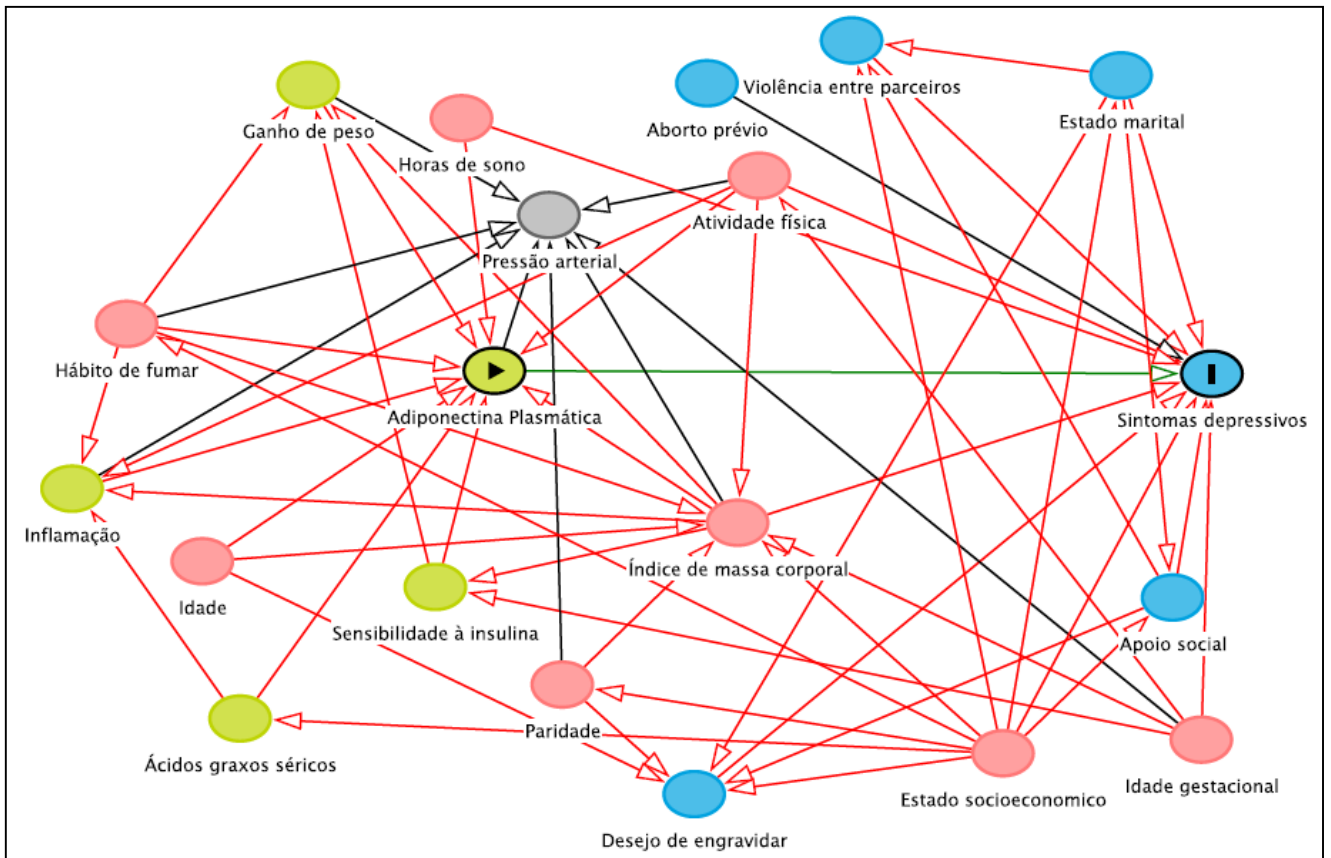 Violência entre parceiros
Estado marital
Ganho de peso
Aborto prévio
Horas de sono
Atividade física
Pressão arterial
Hábito de fumar
Adiponectina Plasmática
Sintomas depressivos
Inflamação
Índice de massa corporal
Idade
Sensibilidade à insulina
Apoio social
Paridade
Ácidos graxos séricos
Estado socioeconomico
Idade gestacional
Desejo de engravidar